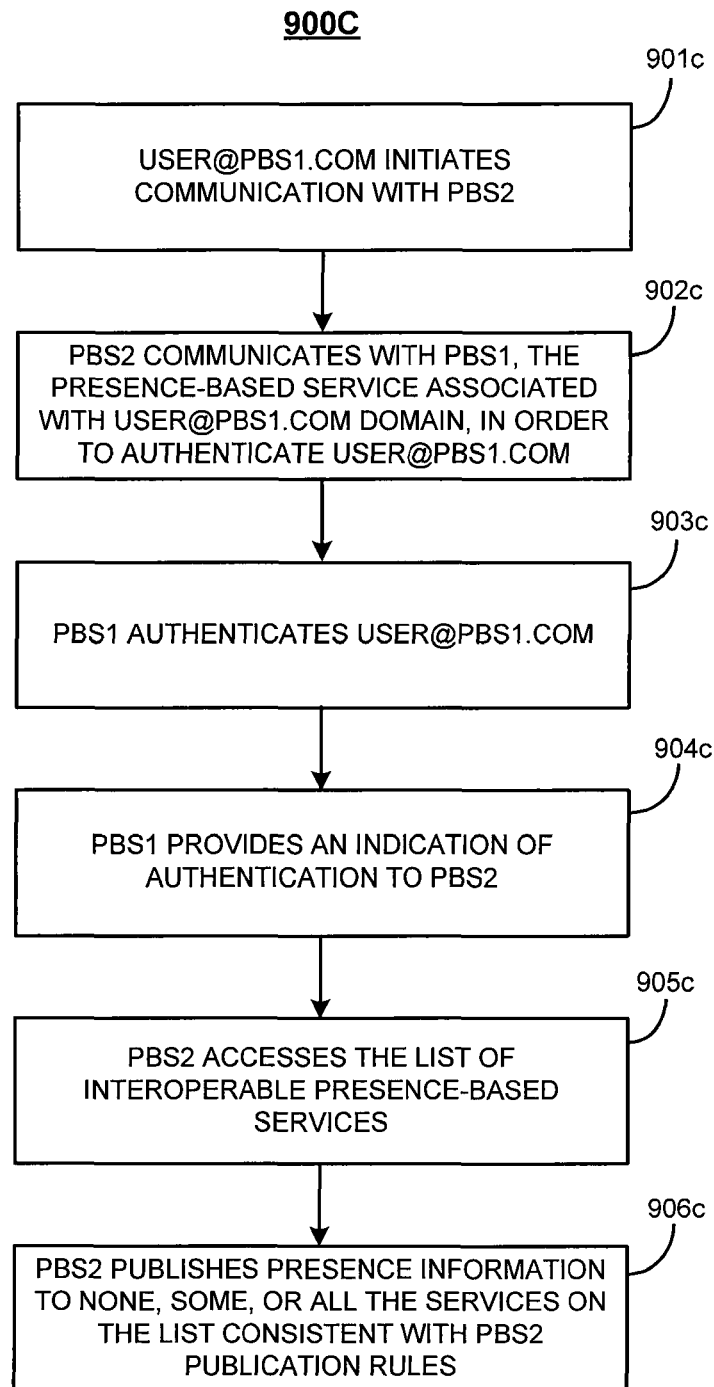 900C
901c
USER@PBS1.COM INITIATES
COMMUNICATION WITH PBS2
902c
PBS2 COMMUNICATES WITH PBS1, THE
PRESENCE-BASED SERVICE ASSOCIATED
WITH USER@PBS1.COM DOMAIN, IN ORDER
TO AUTHENTICATE USER@PBS1.COM
903c
PBS1 AUTHENTICATES USER@PBS1.COM
904c
PBS1 PROVIDES AN INDICATION OF
AUTHENTICATION TO PBS2
905c
PBS2 ACCESSES THE LIST OF
INTEROPERABLE PRESENCE-BASED
SERVICES
906c
PBS2 PUBLISHES PRESENCE INFORMATION
TO NONE, SOME, OR ALL THE SERVICES ON
THE LIST CONSISTENT WITH PBS2
PUBLICATION RULES